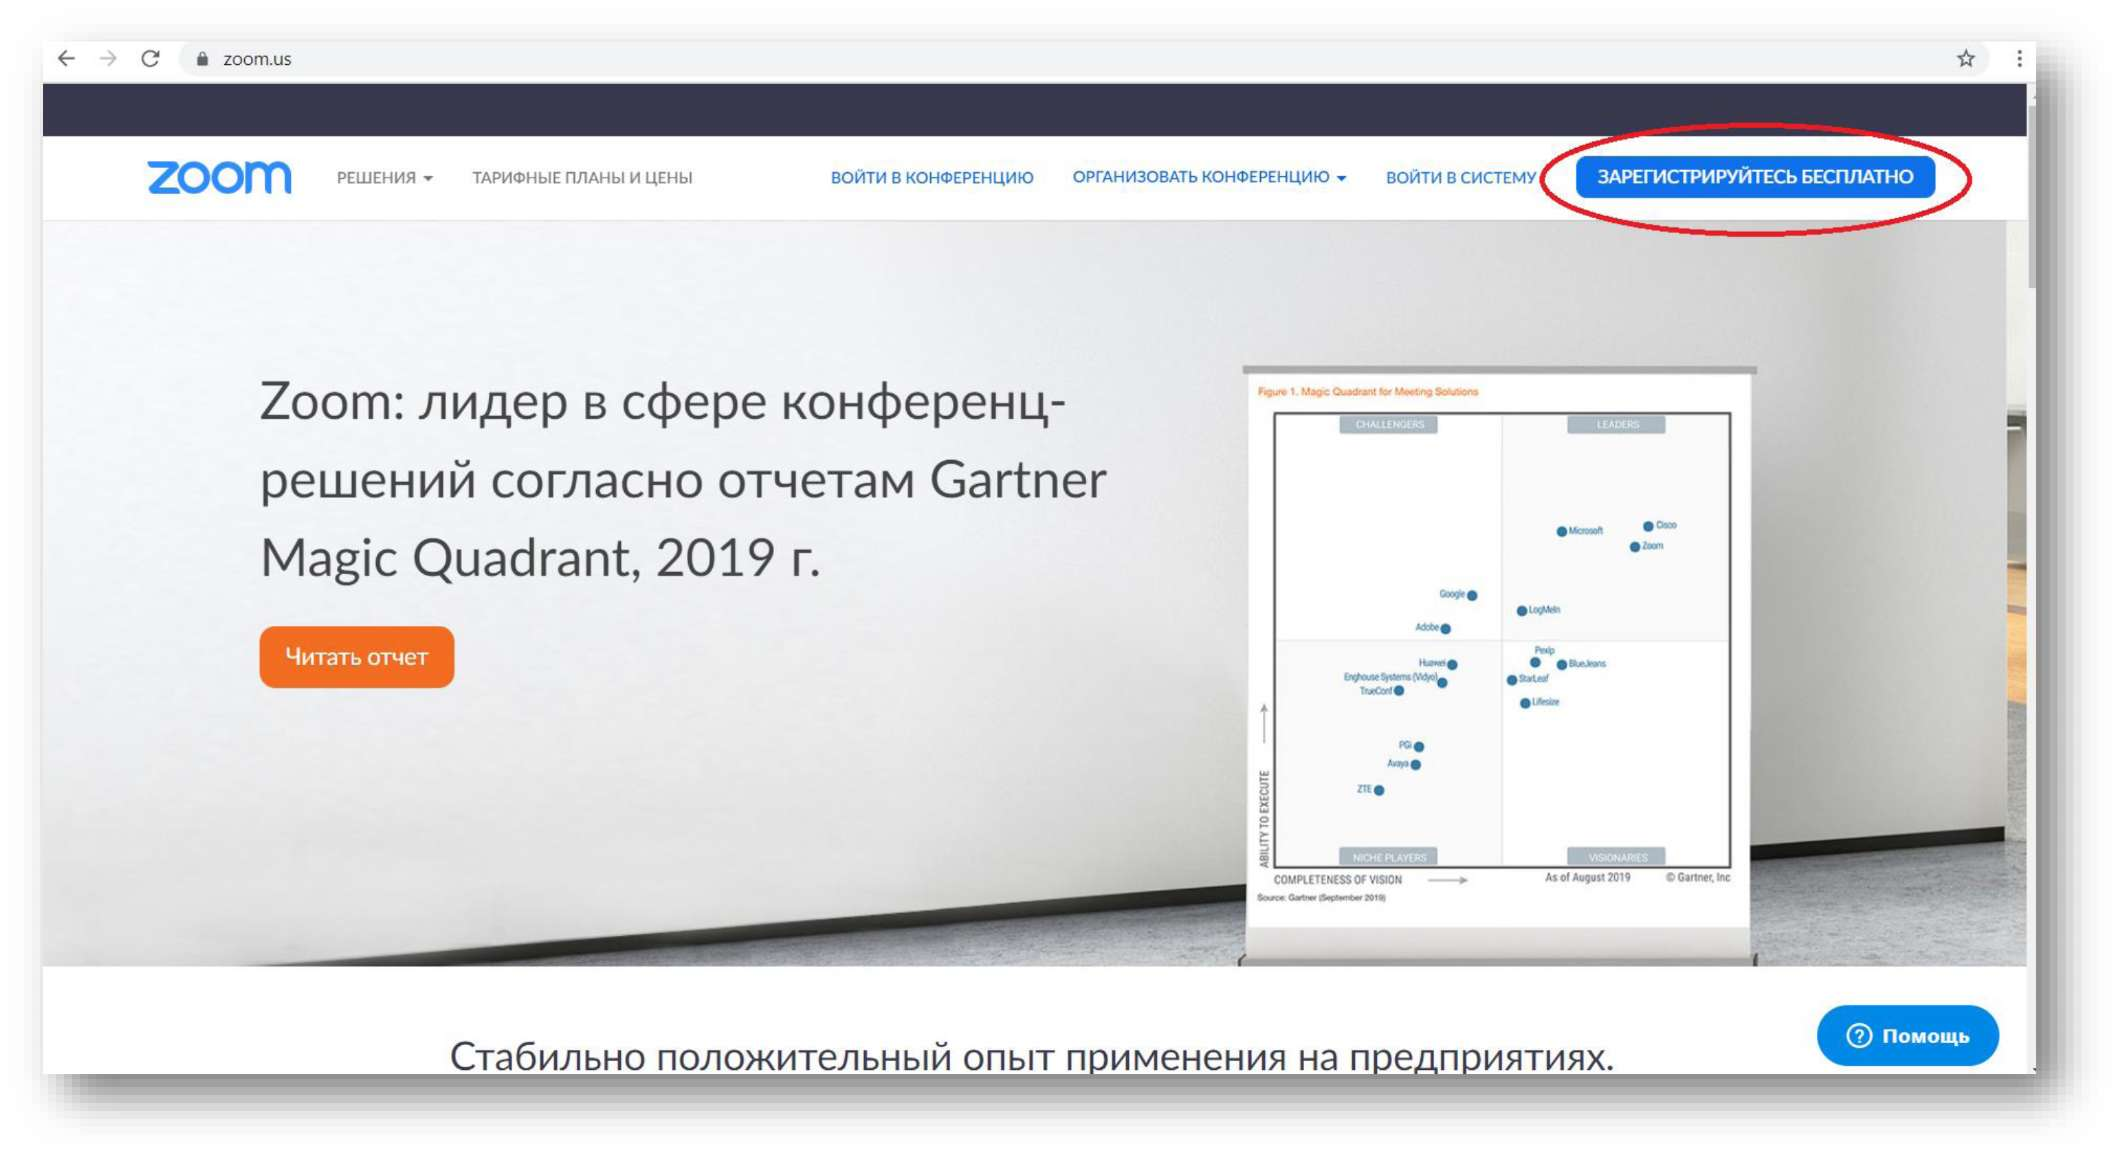 zoom.us
zoom
РЕШЕНИЯ
ТАРИФНЫЕ ПЛАНЫ И ЦЕНЫ
ВОЙТИ В КОНФЕРЕНЦИЮ
ОРГАНИЗОВАТЬ КОНФЕРЕНЦИЮ
ВОЙТИ В СИСТЕМУ
ЗАРЕГИСТРИРУЙТЕСЬ БЕСПЛАТНО
Zoom: лидер в сфере конференц-
решений согласно отчетам Gartner
Magic Quadrant, 2019 г.
Читать отчет
Figure 1. Magic Quadrant for Meeting Solutions
CHALLENGERS
LEADERS
Microsoft
Cisco
Zoom
Google
LogMeIn
Adobe
Huawei
Pexip
BlueJeans
Enghouse Systems (Vidyo)
StarLeaf
TrueConf
Lifesize
PGi
Avaya
ZTE
NICHE PLAYERS
VISIONARIES
ABILITY TO EXECUTE
COMPLETENESS OF VISION
As of August 2019
© Gartner, Inc
Source: Gartner (September 2019)
Стабильно положительный опыт применения на предприятиях.
Помощь